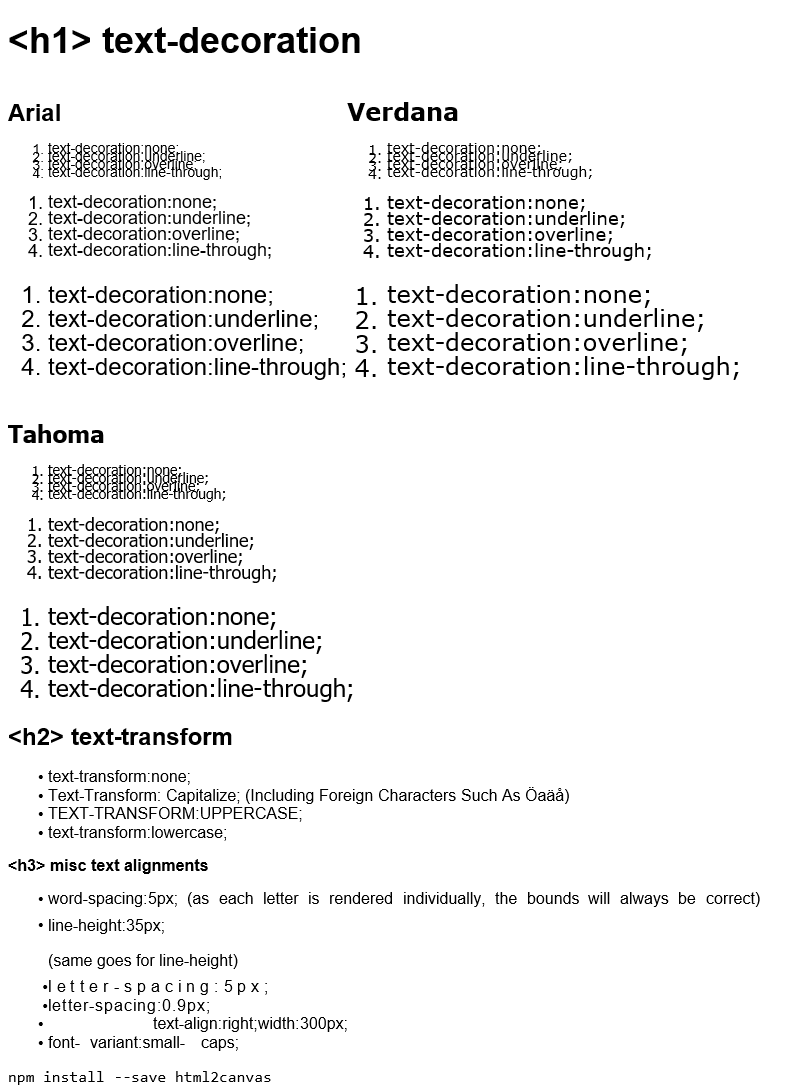 <h1> text-decoration
Arial
1. text-decoration:none;
2. text-decoration:underline;
3. text-decoration:overline;
4. text-decoration:line-through;
1. text-decoration:none;
2. text-decoration:underline;
3. text-decoration:overline;
4. text-decoration:line-through;
1. text-decoration:none;
2. text-decoration:underline;
3. text-decoration:overline;
4. text-decoration:line-through;
Verdana
1. text-decoration:none;
2. text-decoration:underline;
3. text-decoration:overline;
4. text-decoration:line-through;
1. text-decoration:none;
2. text-decoration:underline;
3. text-decoration:overline;
4. text-decoration:line-through;
1. text-decoration:none;
2. text-decoration:underline;
3. text-decoration:overline;
4. text-decoration:line-through;
Tahoma
1. text-decoration:none;
2. text-decoration:underline;
3. text-decoration:overline;
4. text-decoration:line-through;
1. text-decoration:none;
2. text-decoration:underline;
3. text-decoration:overline;
4. text-decoration:line-through;
1. text-decoration:none;
2. text-decoration:underline;
3. text-decoration:overline;
4. text-decoration:line-through;
<h2> text-transform
• text-transform:none;
• Text-Transform: Capitalize; (Including Foreign Characters Such As Öaäå)
• TEXT-TRANSFORM:UPPERCASE;
• text-transform:lowercase;
<h3> misc text alignments
• word-spacing:5px; (as each letter is rendered individually, the bounds will always be correct)
• line-height:35px;
(same goes for line-height)
•letter-spacing:5px;
•letter-spacing:0.9px;
• text-align:right;width:300px;
• font- variant:small- caps;
npm install --save html2canvas